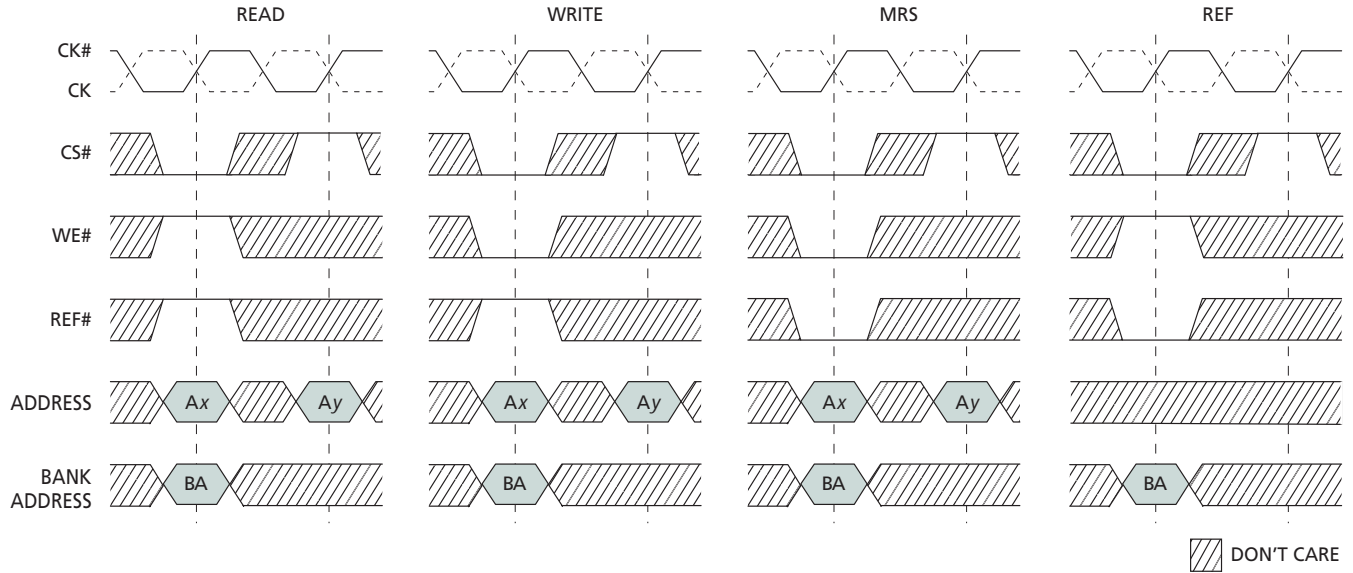 READ WRITE MRS REF
CK#
CK
CS#
WE#
REF#
ADDRESS Ax Ay Ax Ay Ax Ay
BANK ADDRESS BA BA BA BA
DON'T CARE